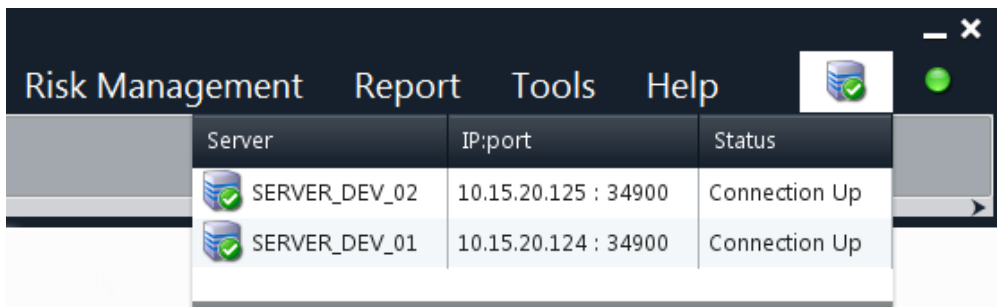 Risk Management Report Tools Help
Server IP:port Status
SERVER_DEV_02 10.15.20.125 : 34900 Connection Up
SERVER_DEV_01 10.15.20.124 : 34900 Connection Up